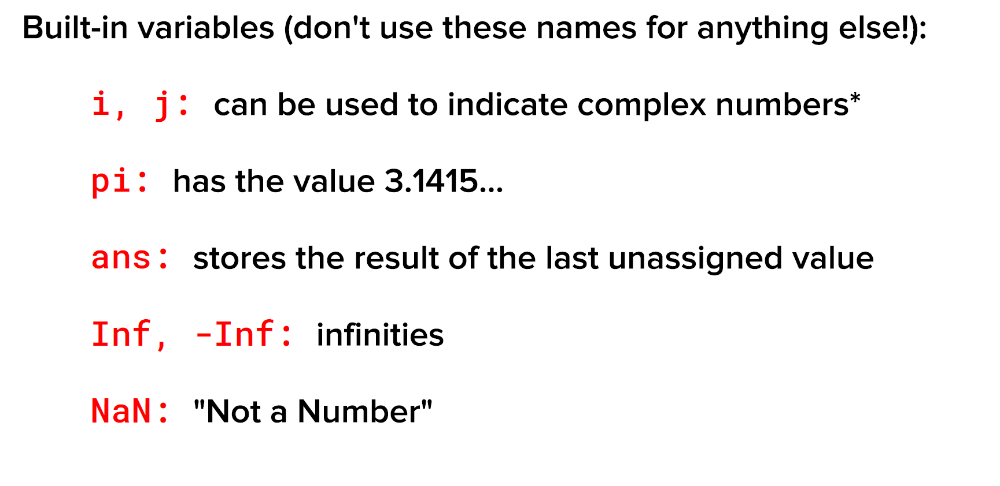 Built-in variables (don't use these names for anything else!):
i, j: can be used to indicate complex numbers*
pi: has the value 3.1415...
ans: stores the result of the last unassigned value
Inf, -Inf: infinities
NaN: "Not a Number"